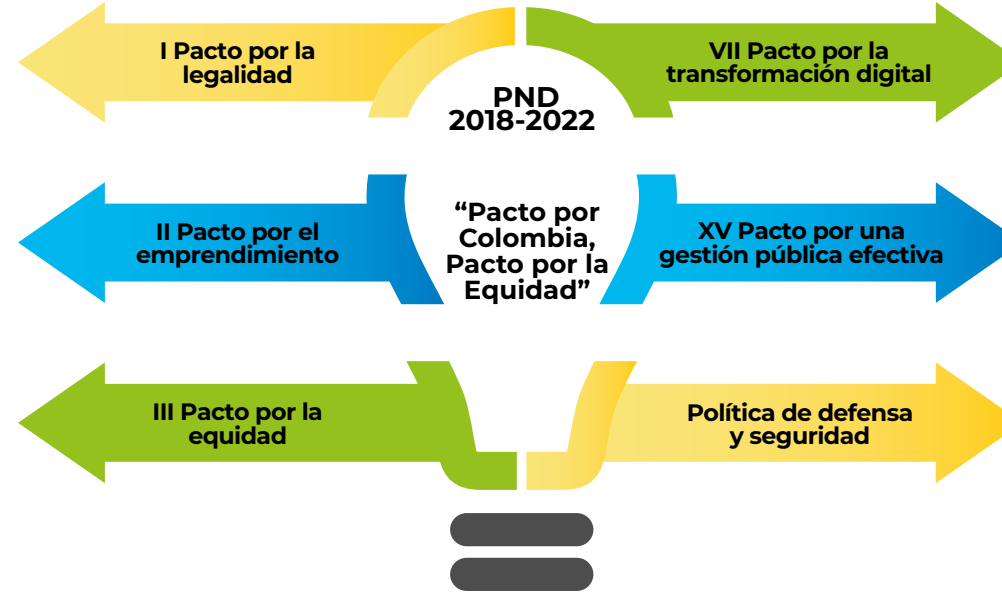 I Pacto por la
legalidad
VII Pacto por la
transformación digital
PND
2018-2022
II Pacto por el
emprendimiento
“Pacto por
Colombia,
Pacto por la
Equidad”
XV Pacto por una
gestión pública efectiva
III Pacto por la
equidad
Política de defensa
y seguridad